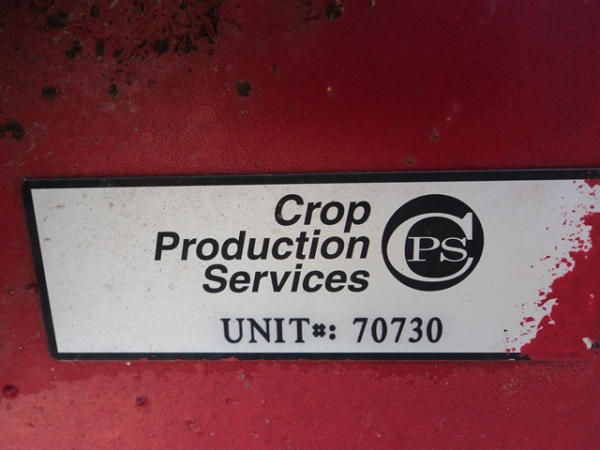 Crop
Production
Services
CPS
UNIT#: 70730